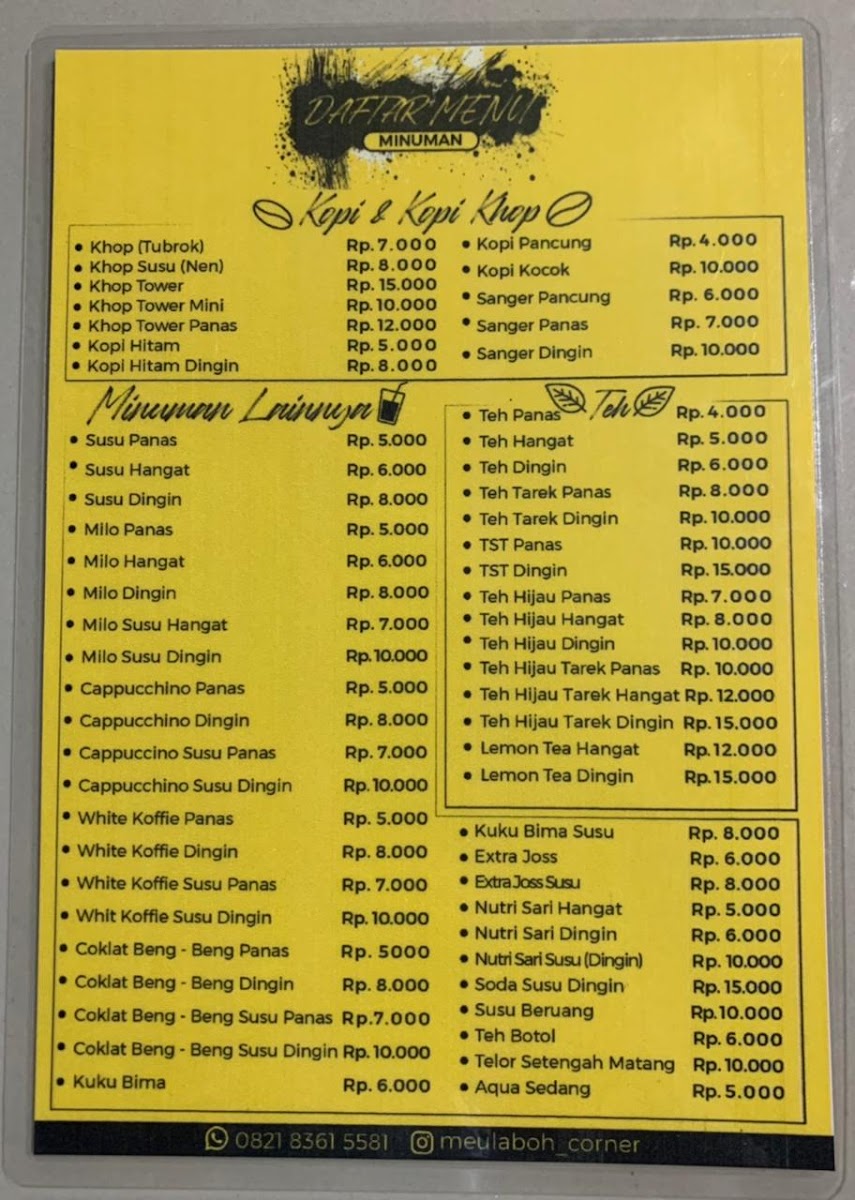 DAFTAR MENU
MINUMAN
Kopi & Kopi Khop
Khop (Tubrok) Rp.7.000
Khop Susu (Nen) Rp.8.000
Khop Tower Rp.15.000
Khop Tower Mini Rp.10.000
Khop Tower Panas Rp.12.000
Kopi Hitam Rp.5.000
Kopi Hitam Dingin Rp.8.000
Kopi Pancung Rp.4.000
Kopi Kocok Rp.10.000
Sanger Pancung Rp. 6.000
Sanger Panas Rp. 7.000
Sanger Dingin Rp.10.000
Minuman Lainnya
Susu Panas Rp. 5.000
Susu Hangat Rp. 6.000
Susu Dingin Rp. 8.000
Milo Panas Rp. 5.000
Milo Hangat Rp. 6.000
Milo Dingin Rp. 8.000
Milo Susu Hangat Rp. 7.000
Milo Susu Dingin Rp.10.000
Cappucchino Panas Rp. 5.000
Cappucchino Dingin Rp. 8.000
Cappuccino Susu Panas Rp. 7.000
Cappucchino Susu Dingin Rp. 10.000
White Koffie Panas Rp. 5.000
White Koffie Dingin Rp. 8.000
White Koffie Susu Panas Rp. 7.000
Whit Koffie Susu Dingin Rp. 10.000
Coklat Beng - Beng Panas Rp. 5000
Coklat Beng - Beng Dingin Rp. 8.000
Coklat Beng - Beng Susu Panas Rp.7.000
Coklat Beng - Beng Susu Dingin Rp. 10.000
Kuku Bima Rp. 6.000
Teh
Teh Panas Rp. 4.000
Teh Hangat Rp. 5.000
Teh Dingin Rp. 6.000
Teh Tarek Panas Rp. 8.000
Teh Tarek Dingin Rp. 10.000
TST Panas Rp. 10.000
TST Dingin Rp. 15.000
Teh Hijau Panas Rp. 7.000
Teh Hijau Hangat Rp. 8.000
Teh Hijau Dingin Rp. 10.000
Teh Hijau Tarek Panas Rp. 10.000
Teh Hijau Tarek Hangat Rp. 12.000
Teh Hijau Tarek Dingin Rp. 15.000
Lemon Tea Hangat Rp.12.000
Lemon Tea Dingin Rp.15.000
Kuku Bima Susu Rp. 8.000
Extra Joss Rp. 6.000
Extra Joss Susu Rp. 8.000
Nutri Sari Hangat Rp. 5.000
Nutri Sari Dingin Rp. 6.000
Nutri Sari Susu (Dingin) Rp. 10.000
Soda Susu Dingin Rp. 15.000
Susu Beruang Rp.10.000
Teh Botol Rp. 6.000
Telor Setengah Matang Rp. 10.000
Aqua Sedang Rp. 5.000
0821 8361 5581 meulaboh_corner